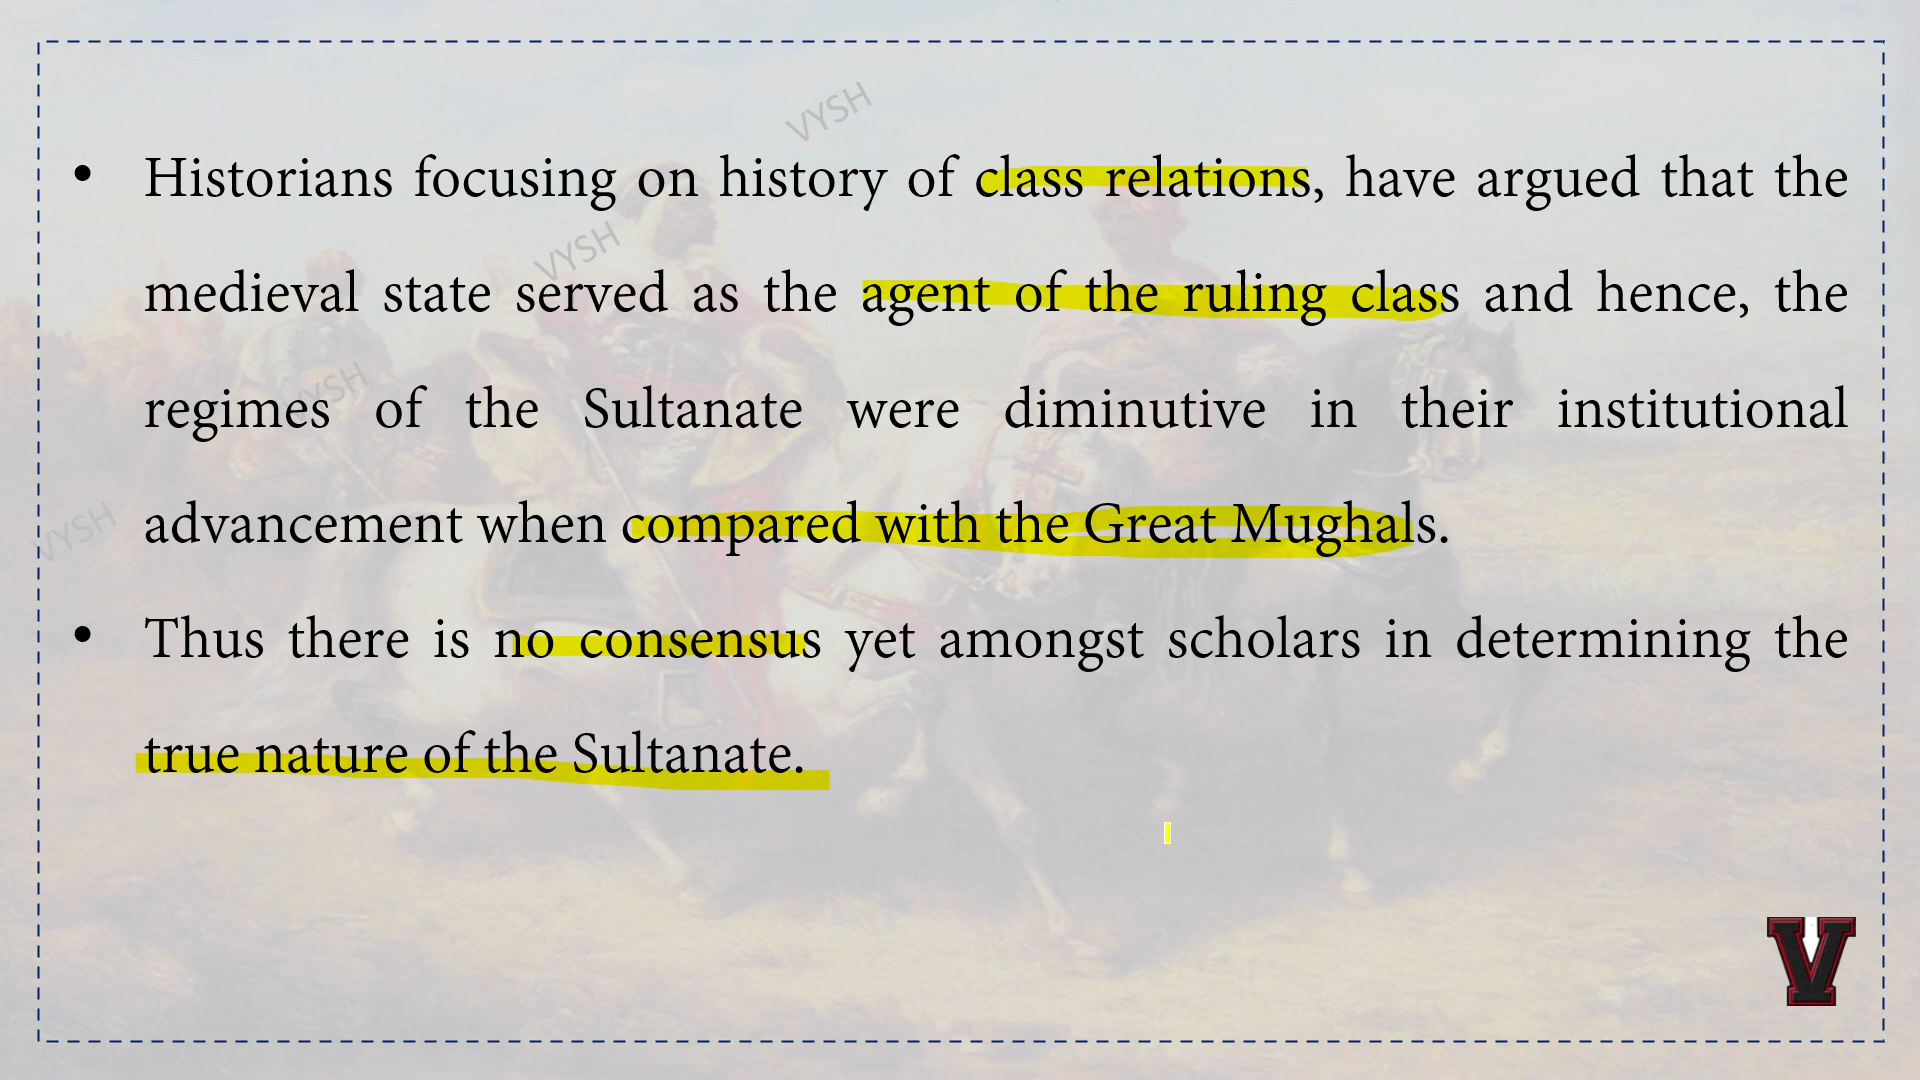 VYSH
• Historians focusing on history of class relations, have argued that the
VYSH
medieval state served as the agent of the ruling class and hence, the
VYSH
regimes of the Sultanate were diminutive in their institutional
advancement when compared with the Great Mughals.
VYSH
• Thus there is no consensus yet amongst scholars in determining the
true nature of the Sultanate.
V